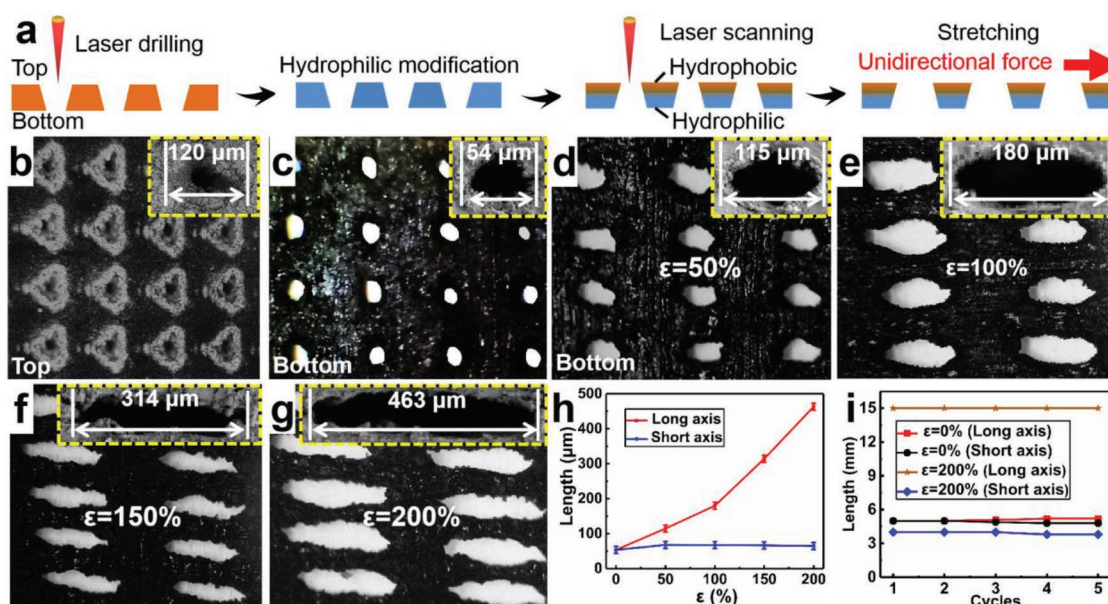 a
Laser drilling
Top
Bottom
Hydrophilic modification
Laser scanning
Hydrophobic
Hydrophilic
Stretching
Unidirectional force
b
120 µm
Top
c
54 µm
Bottom
d
115 µm
ε=50%
Bottom
e
180 µm
ε=100%
f
314 µm
ε=150%
g
463 µm
ε=200%
h
Length (µm)
500
400
300
200
100
0
Long axis
Short axis
0 50 100 150 200
ε (%)
i
Length (mm)
15
12
9
6
3
0
ε=0% (Long axis)
ε=0% (Short axis)
ε=200% (Long axis)
ε=200% (Short axis)
1 2 3 4 5
Cycles